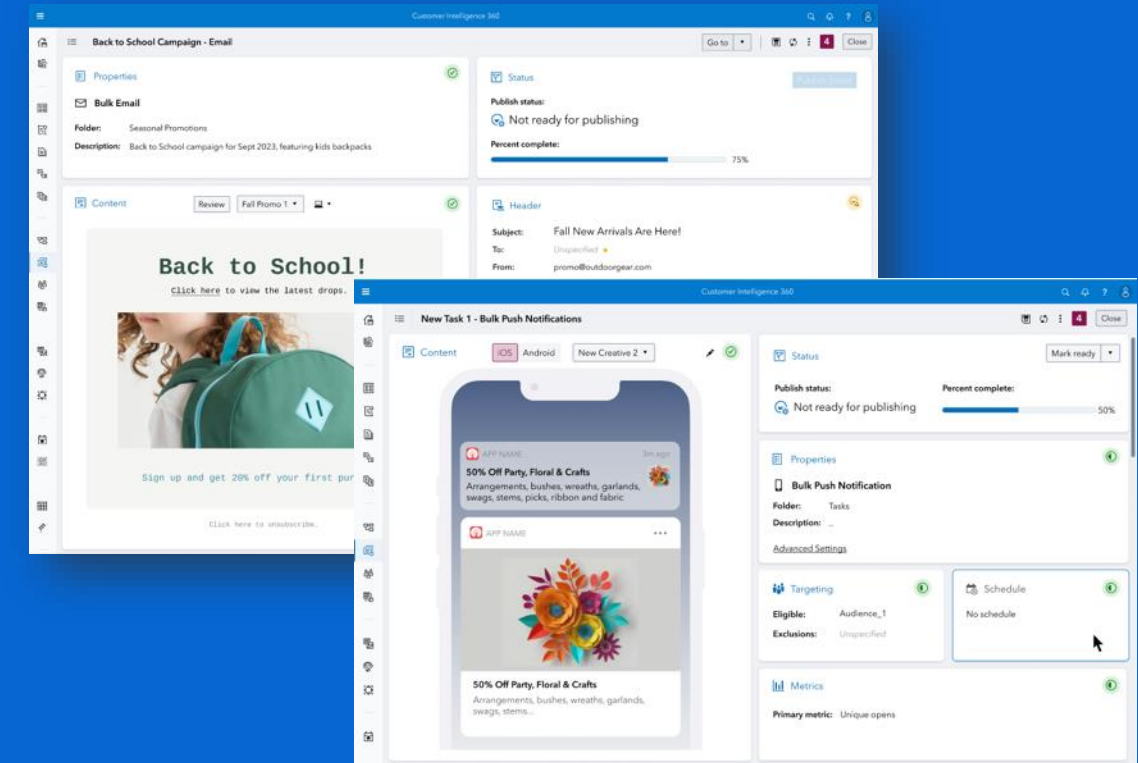 Customer Intelligence 360
Back to School Campaign - Email
Go to
4
Close
Properties
Bulk Email
Folder: Seasonal Promotions
Description: Back to School campaign for Sept 2023, featuring kids backpacks
Status
Publish status:
Not ready for publishing
Percent complete:
75%
Content
Review
Fall Promo 1
Back to School!
Click here to view the latest drops.
Sign up and get 20% off your first pur
Click here to unsubscribe.
Header
Subject: Fall New Arrivals Are Here!
To: Unspecified
From: promo@outdoorgear.com
Customer Intelligence 360
New Task 1 - Bulk Push Notifications
4
Close
Content
iOS
Android
New Creative 2
APP NAME
3m ago
50% Off Party, Floral & Crafts
Arrangements, bushes, wreaths, garlands,
swags, stems, picks, ribbon and fabric
APP NAME
50% Off Party, Floral & Crafts
Arrangements, bushes, wreaths, garlands,
swags, stems...
Status
Mark ready
Publish status:
Not ready for publishing
Percent complete:
50%
Properties
Bulk Push Notification
Folder: Tasks
Description: _
Advanced Settings
Targeting
Eligible: Audience_1
Exclusions: Unspecified
Schedule
No schedule
Metrics
Primary metric: Unique opens